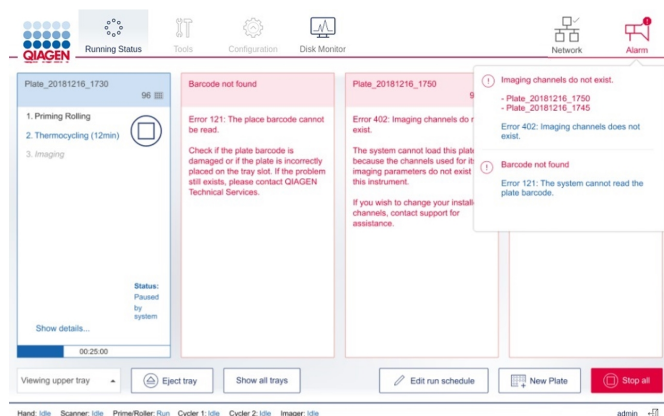 QIAGEN
Running Status
Tools
Configuration
Disk Monitor
Network
Alarm
Plate_20181216_1730
96
1. Priming Rolling
2. Thermocycling (12min)
3. Imaging
Status:
Paused
by
system
Show details...
00:25:00
Barcode not found
Error 121: The place barcode cannot
be read.
Check if the plate barcode is
damaged or if the plate is incorrectly
placed on the tray slot. If the problem
still exists, please contact QIAGEN
Technical Services.
Plate_20181216_1750
9
Error 402: Imaging channels do
exist.
The system cannot load this plate
because the channels used for
imaging parameters do not exist
this instrument.
If you wish to change your
channels, contact support for
assistance.
Imaging channels do not exist.
- Plate_20181216_1750
- Plate_20181216_1745
Error 402: Imaging channels does not
exist.
Barcode not found
Error 121: The system cannot read the
plate barcode.
Viewing upper tray
Eject tray
Show all trays
Edit run schedule
New Plate
Stop all
Hand: Idle Scanner: Idle Prime/Roller: Run Cycler 1: Idle Cycler 2: Idle Imager: Idle
admin